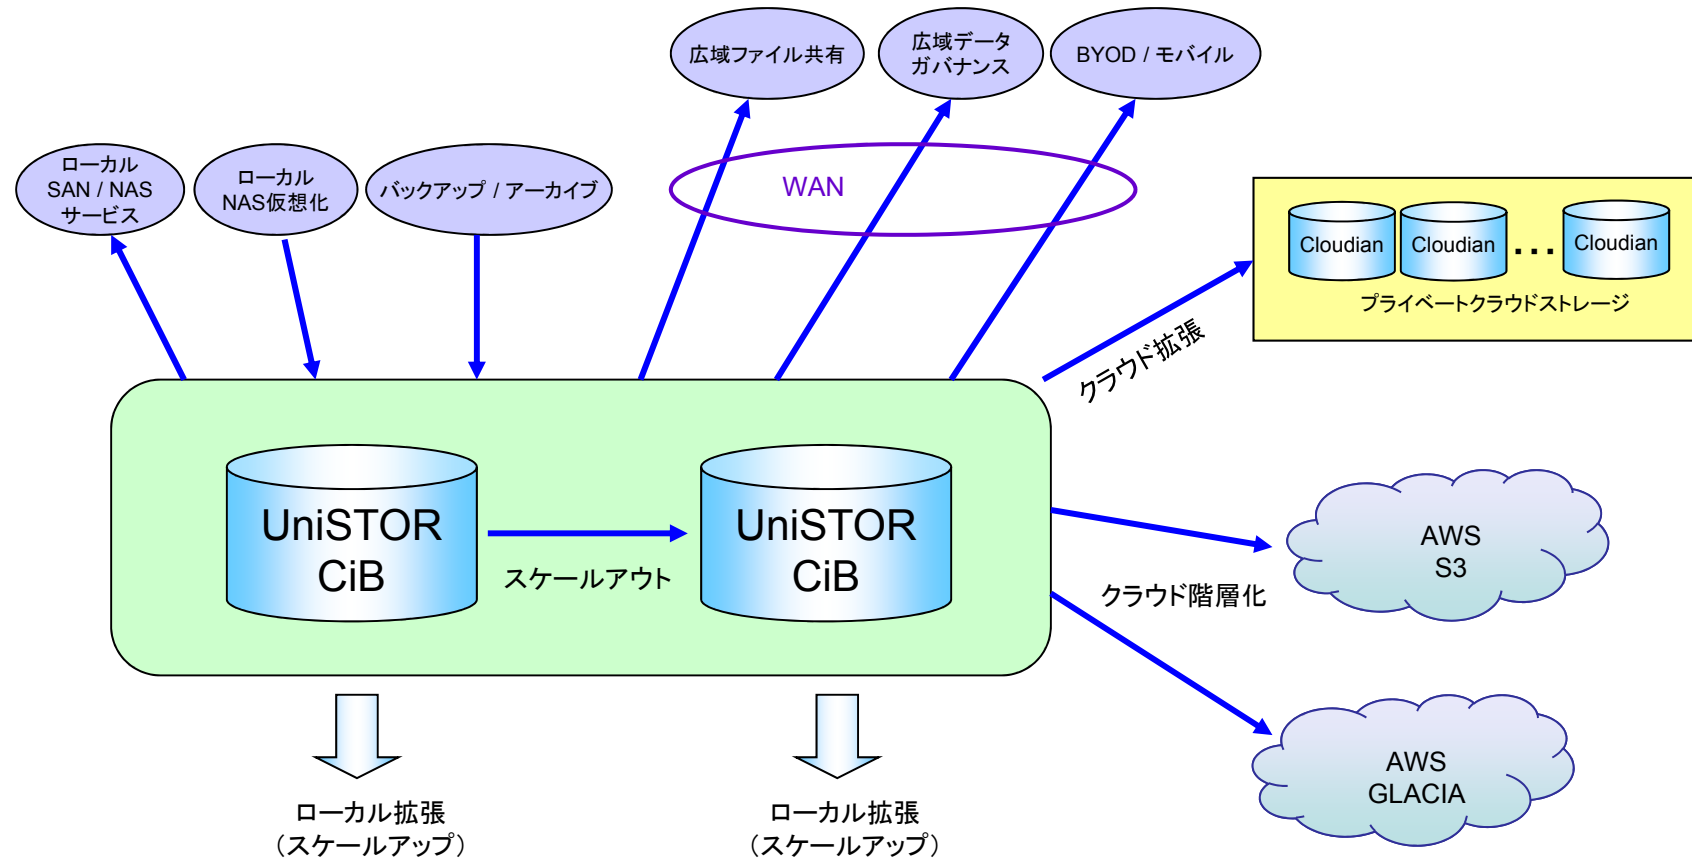 広域ファイル共有
広域データ
ガバナンス
BYOD / モバイル
ローカル
SAN / NAS
サービス
ローカル
NAS仮想化
バックアップ / アーカイブ
WAN
Cloudian
Cloudian
...
Cloudian
プライベートクラウドストレージ
クラウド拡張
UniSTOR
CiB
スケールアウト
UniSTOR
CiB
AWS
S3
クラウド階層化
AWS
GLACIA
ローカル拡張
（スケールアップ）
ローカル拡張
（スケールアップ）